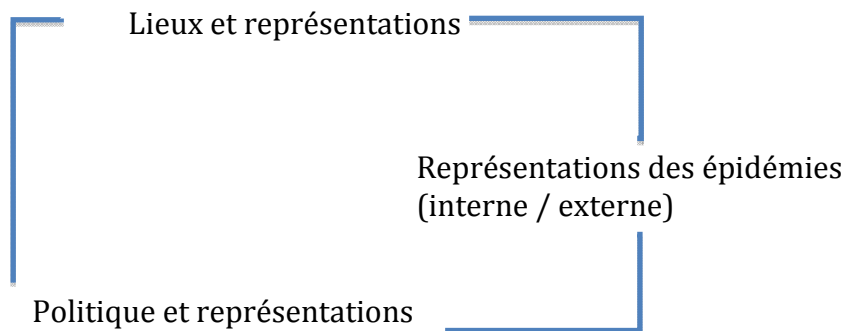 Lieux et représentations
Représentations des épidémies
(interne / externe)
Politique et représentations